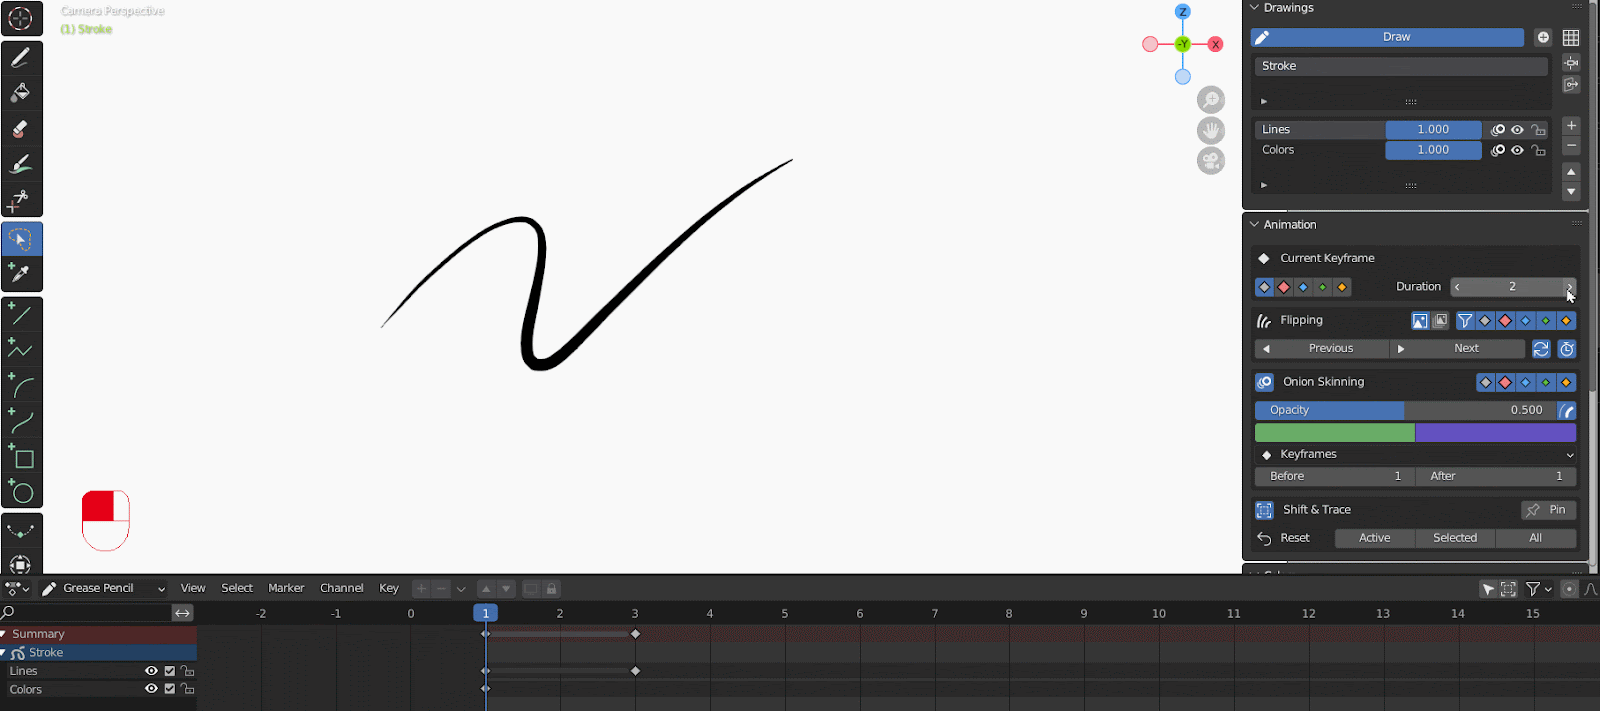 Camera Perspective
(1) Stroke
Z
-Y
X
Drawings
Draw
Stroke
Lines 1.000
Colors 1.000
Animation
Current Keyframe
Duration 2
Flipping
Previous Next
Onion Skinning
Opacity 0.500
Keyframes
Before 1 After 1
Shift & Trace Pin
Reset Active Selected All
Grease Pencil View Select Marker Channel Key
-2 -1 0 1 2 3 4 5 6 7 8 9 10 11 12 13 14 15
Summary
Stroke
Lines
Colors